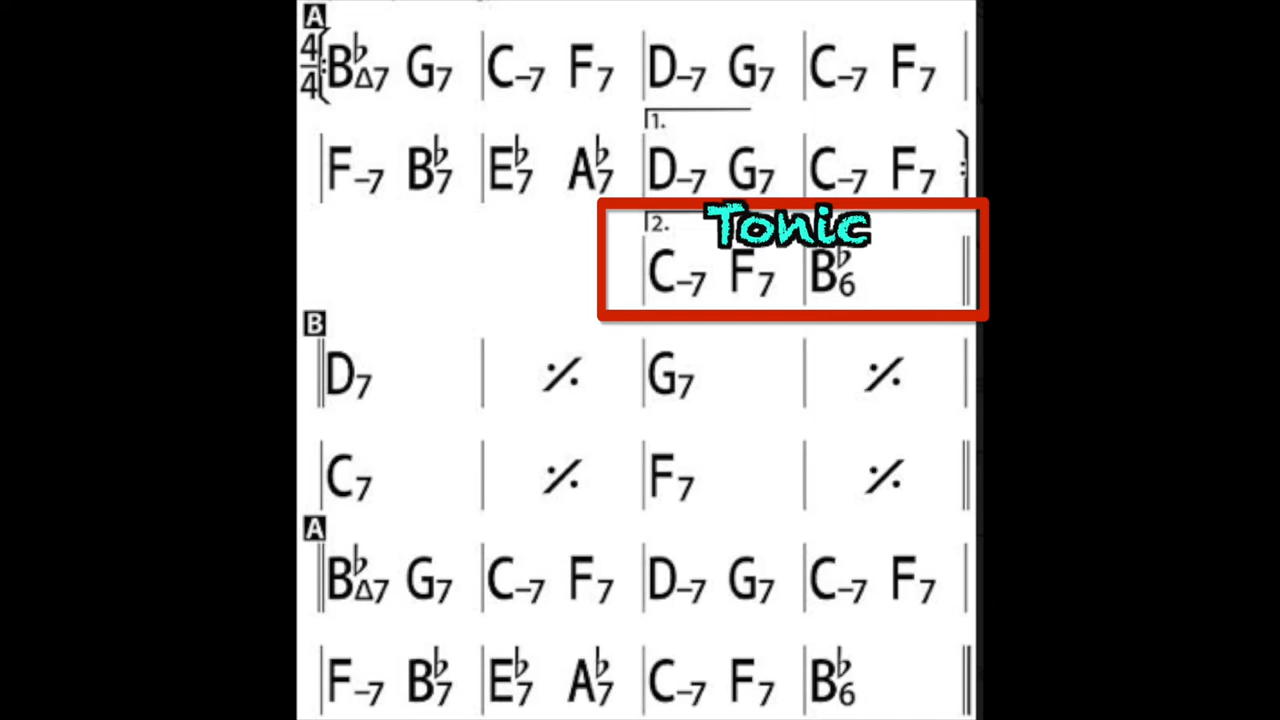 A
4/4 B♭Δ7 G7 C-7 F7 D-7 G7 C-7 F7
1.
F-7 B♭7 E♭7 A♭7 D-7 G7 C-7 F7
2. Tonic
C-7 F7 B♭6
B
D7 𝄎 G7 𝄎
C7 𝄎 F7 𝄎
A
B♭Δ7 G7 C-7 F7 D-7 G7 C-7 F7
F-7 B♭7 E♭7 A♭7 C-7 F7 B♭6